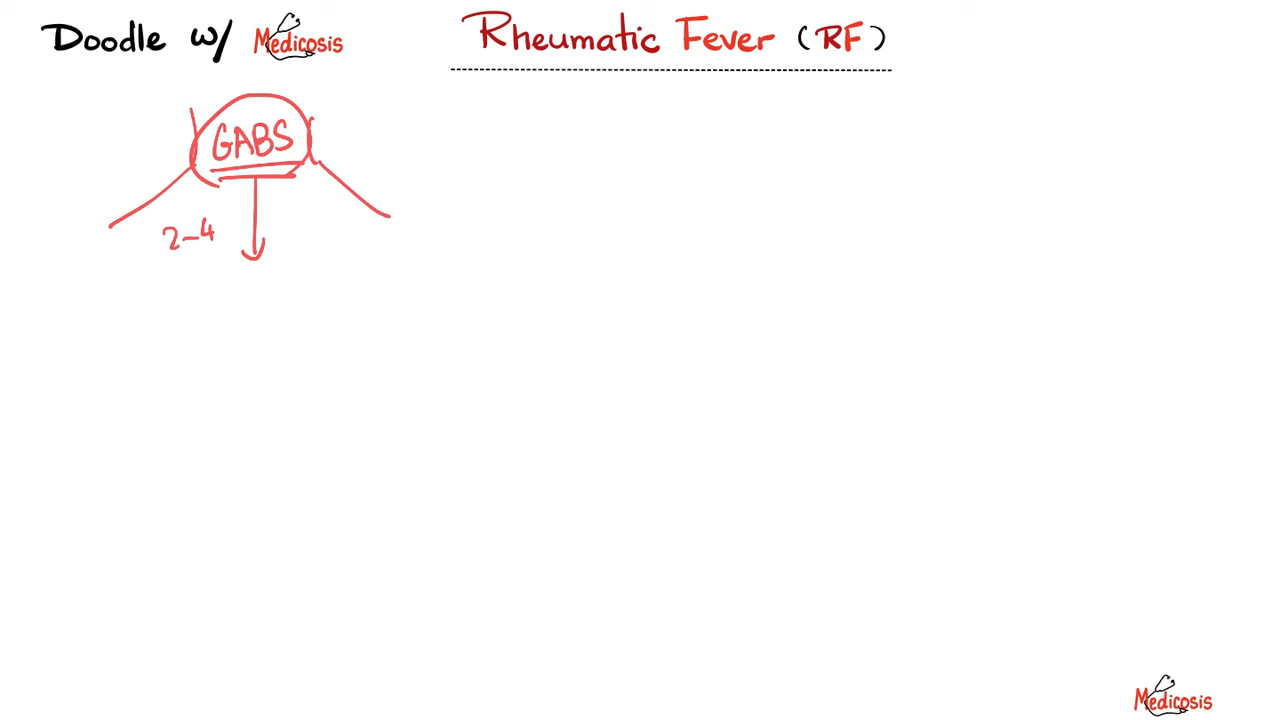 Doodle w/ Medicosis
Rheumatic Fever (RF)
GABS
2-4
Medicosis